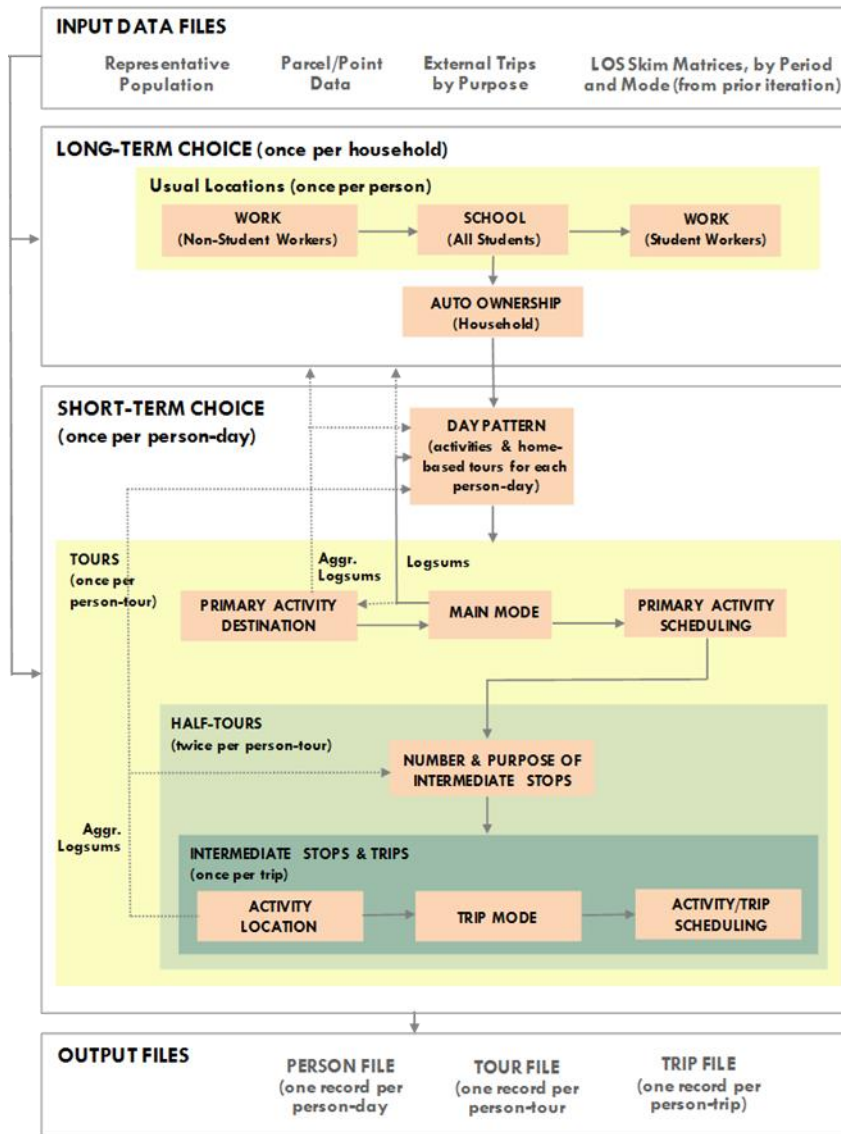 INPUT DATA FILES
Representative
Population
Parcel/Point
Data
External Trips
by Purpose
LOS Skim Matrices, by Period
and Mode (from prior iteration)
LONG-TERM CHOICE (once per household)
Usual Locations (once per person)
WORK
(Non-Student Workers)
SCHOOL
(All Students)
WORK
(Student Workers)
AUTO OWNERSHIP
(Household)
SHORT-TERM CHOICE
(once per person-day)
DAY PATTERN
(activities & home-
based tours for each
person-day)
TOURS
(once per
person-tour)
Aggr.
Logsums
Logsums
PRIMARY ACTIVITY
DESTINATION
MAIN MODE
PRIMARY ACTIVITY
SCHEDULING
HALF-TOURS
(twice per person-tour)
NUMBER & PURPOSE OF
INTERMEDIATE STOPS
Aggr.
Logsums
INTERMEDIATE STOPS & TRIPS
(once per trip)
ACTIVITY
LOCATION
TRIP MODE
ACTIVITY/TRIP
SCHEDULING
OUTPUT FILES
PERSON FILE
(one record per
person-day
TOUR FILE
(one record per
person-tour
TRIP FILE
(one record per
person-trip)